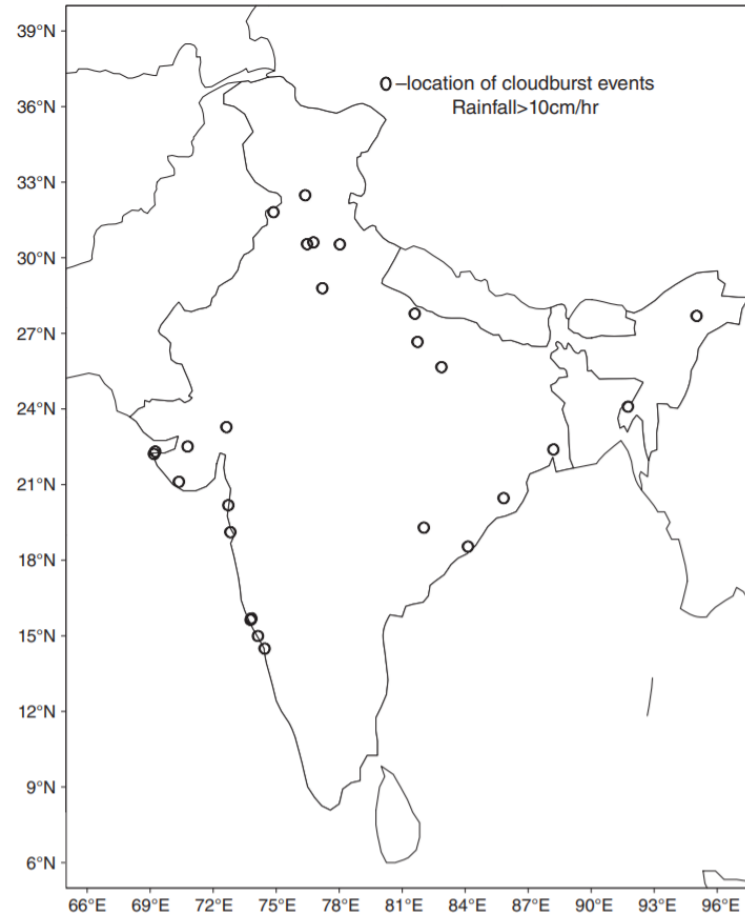 39°N
O –location of cloudburst events
36°N
Rainfall>10cm/hr
33°N
30°N
27°N
24°N
21°N
18°N
15°N
12°N
9°N
6°N
66°E 69°E 72°E 75°E 78°E 81°E 84°E 87°E 90°E 93°E 96°E